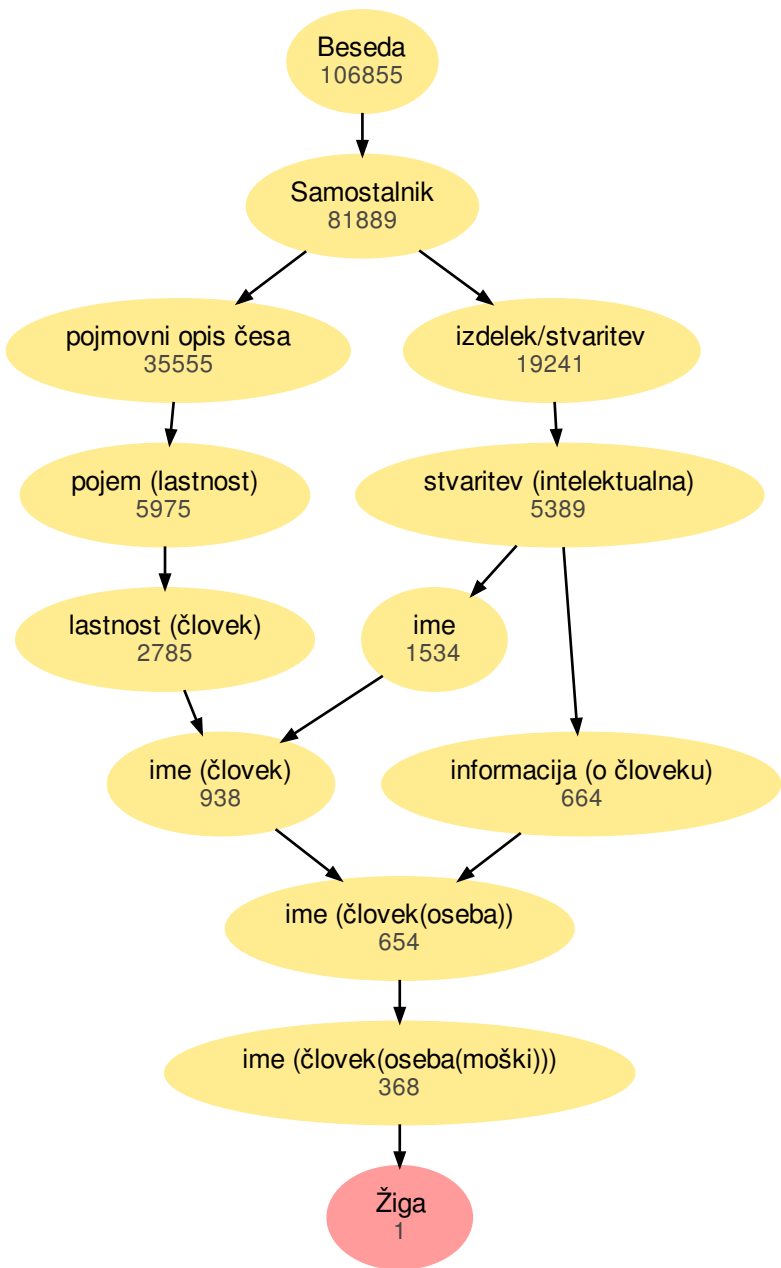 Beseda
106855
Samostalnik
81889
pojmovni opis česa
35555
izdelek/stvaritev
19241
pojem (lastnost)
5975
stvaritev (intelektualna)
5389
lastnost (človek)
2785
ime
1534
ime (človek)
938
informacija (o človeku)
664
ime (človek(oseba))
654
ime (človek(oseba(moški)))
368
Žiga
1